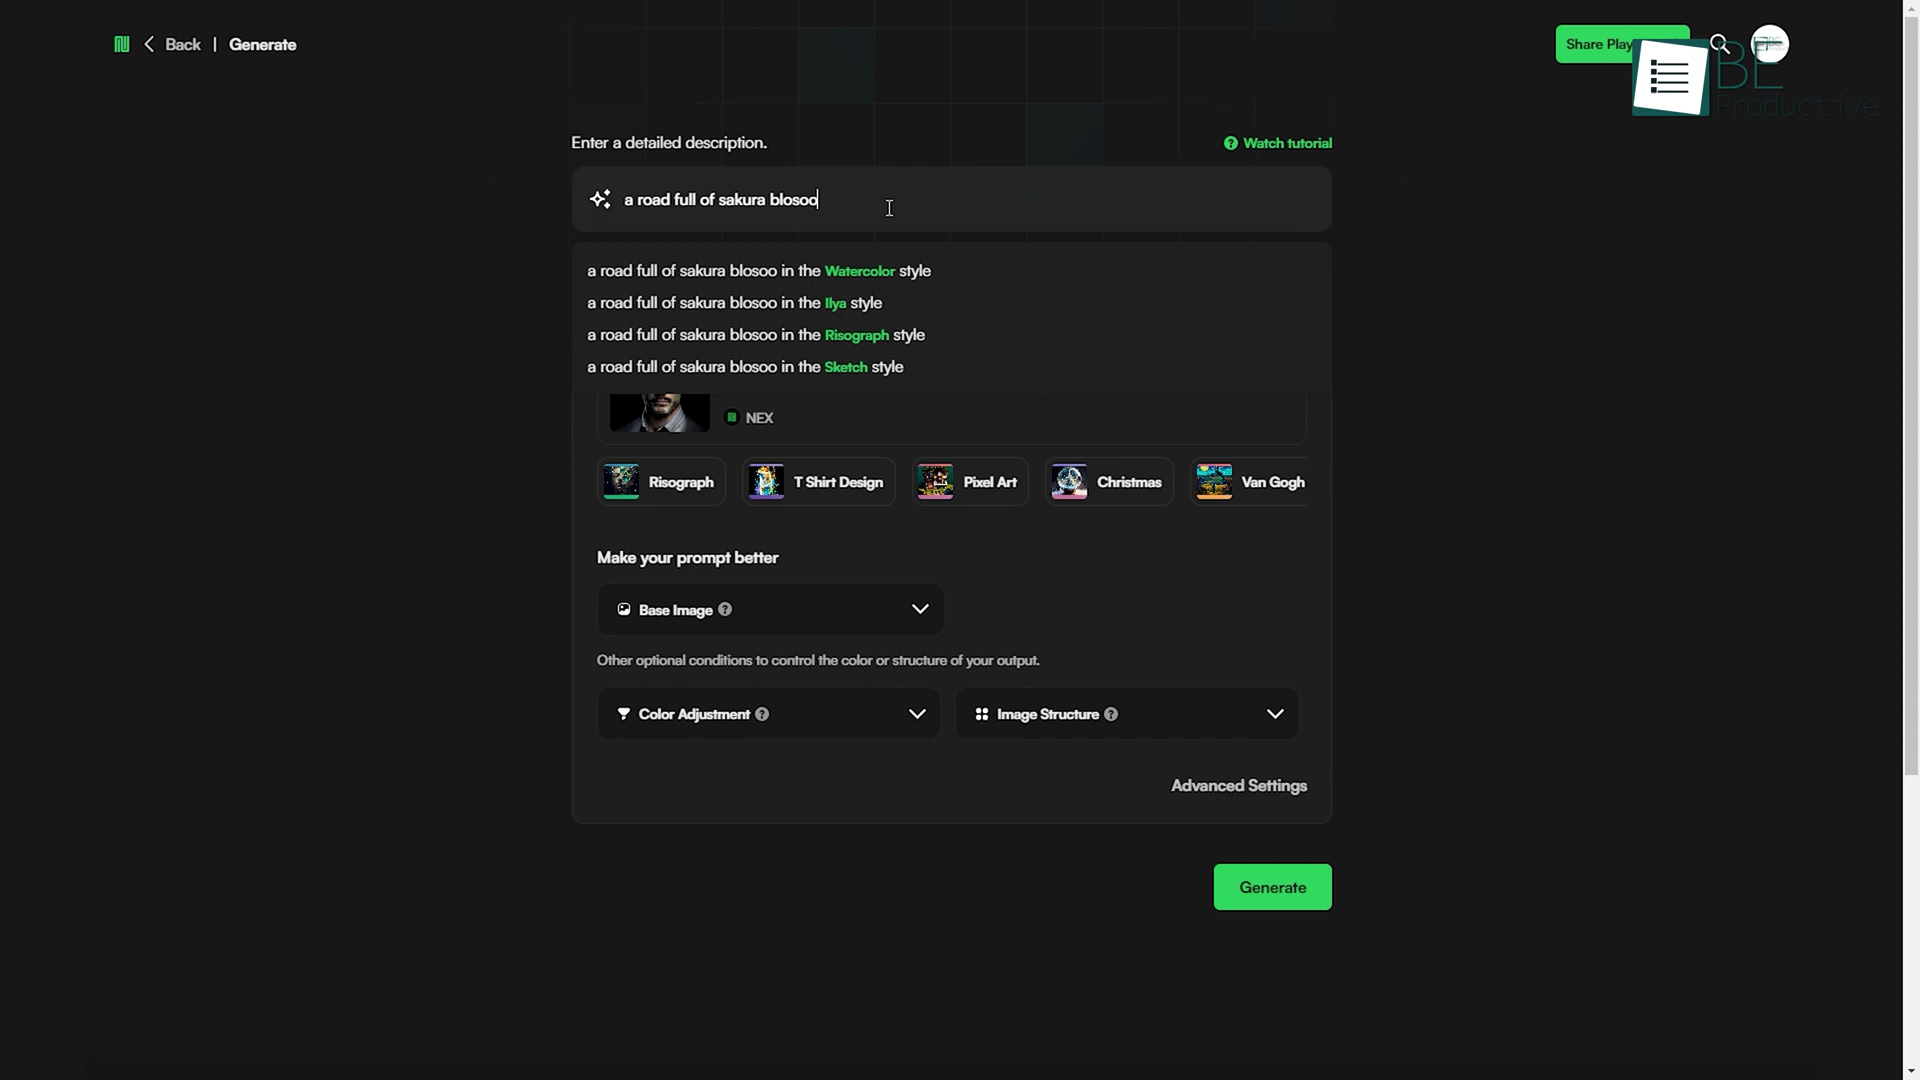 Back | Generate
Share Play
BE
Productive
Enter a detailed description.
Watch tutorial
a road full of sakura blosoo
a road full of sakura blosoo in the Watercolor style
a road full of sakura blosoo in the Ilya style
a road full of sakura blosoo in the Risograph style
a road full of sakura blosoo in the Sketch style
NEX
Risograph
T Shirt Design
Pixel Art
Christmas
Van Gogh
Make your prompt better
Base Image ?
Other optional conditions to control the color or structure of your output.
Color Adjustment ?
Image Structure ?
Advanced Settings
Generate